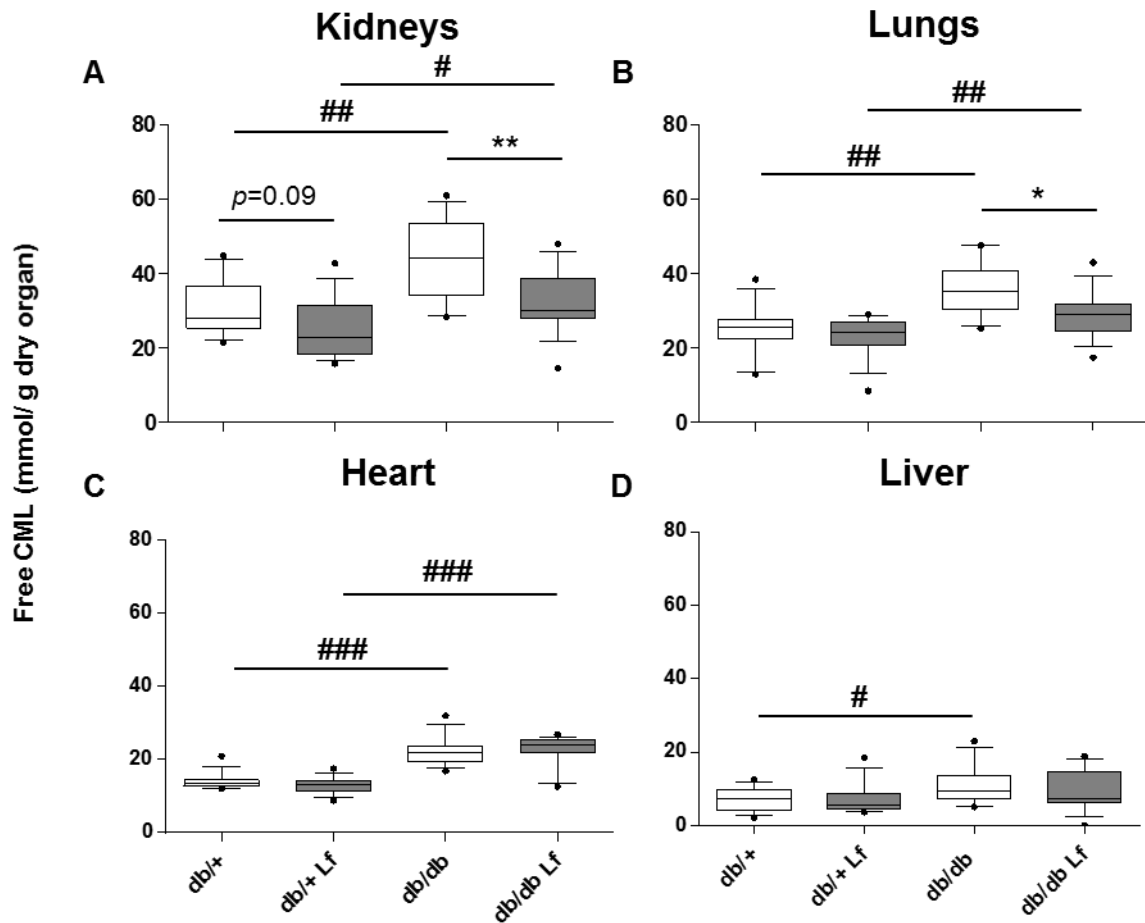 Kidneys
Lungs
A
B
#
##
**
p=0.09
80
60
40
20
0
##
##
*
80
60
40
20
0
Free CML (mmol/ g dry organ)
Heart
Liver
C
D
###
###
80
60
40
20
0
#
80
60
40
20
0
db/+
db/+ Lf
db/db
db/db Lf
db/+
db/+ Lf
db/db
db/db Lf